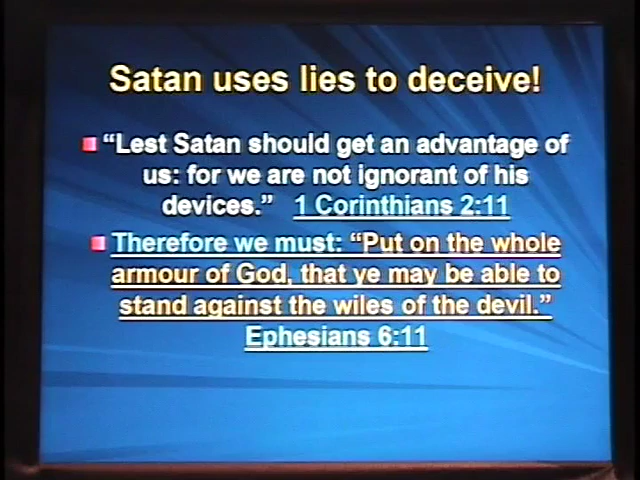 Satan uses lies to deceive!
“Lest Satan should get an advantage of
us: for we are not ignorant of his
devices.” 1 Corinthians 2:11
Therefore we must: “Put on the whole
armour of God, that ye may be able to
stand against the wiles of the devil.”
Ephesians 6:11